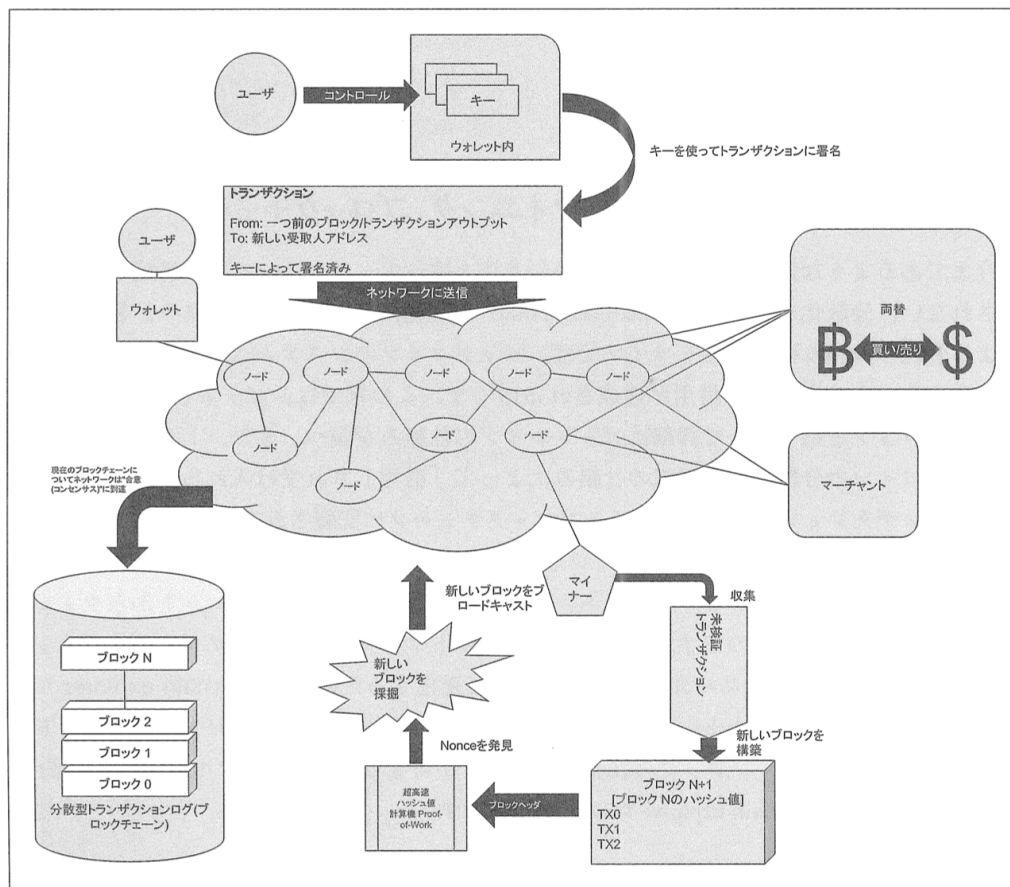 ユーザ
コントロール
キー
ウォレット内
キーを使ってトランザクションに署名
トランザクション
From: 一つ前のブロック/トランザクションアウトプット
To: 新しい受取人アドレス
キーによって署名済み
ネットワークに送信
ユーザ
ウォレット
両替
฿
買い/売り
$
ノード
ノード
ノード
ノード
ノード
ノード
ノード
ノード
ノード
マーチャント
現在のブロックチェーンに
ついてネットワークは"合意
(コンセンサス)"に到達
ブロック N
ブロック 2
ブロック 1
ブロック 0
分散型トランザクションログ(ブ
ロックチェーン)
マイ
ナー
収集
未検証
トランザクション
新しいブロックを
構築
ブロック N+1
[ブロック Nのハッシュ値]
TX0
TX1
TX2
ブロックヘッダ
超高速
ハッシュ値
計算機 Proof-
of-Work
Nonceを発見
新しい
ブロックを
採掘
新しいブロックをブ
ロードキャスト